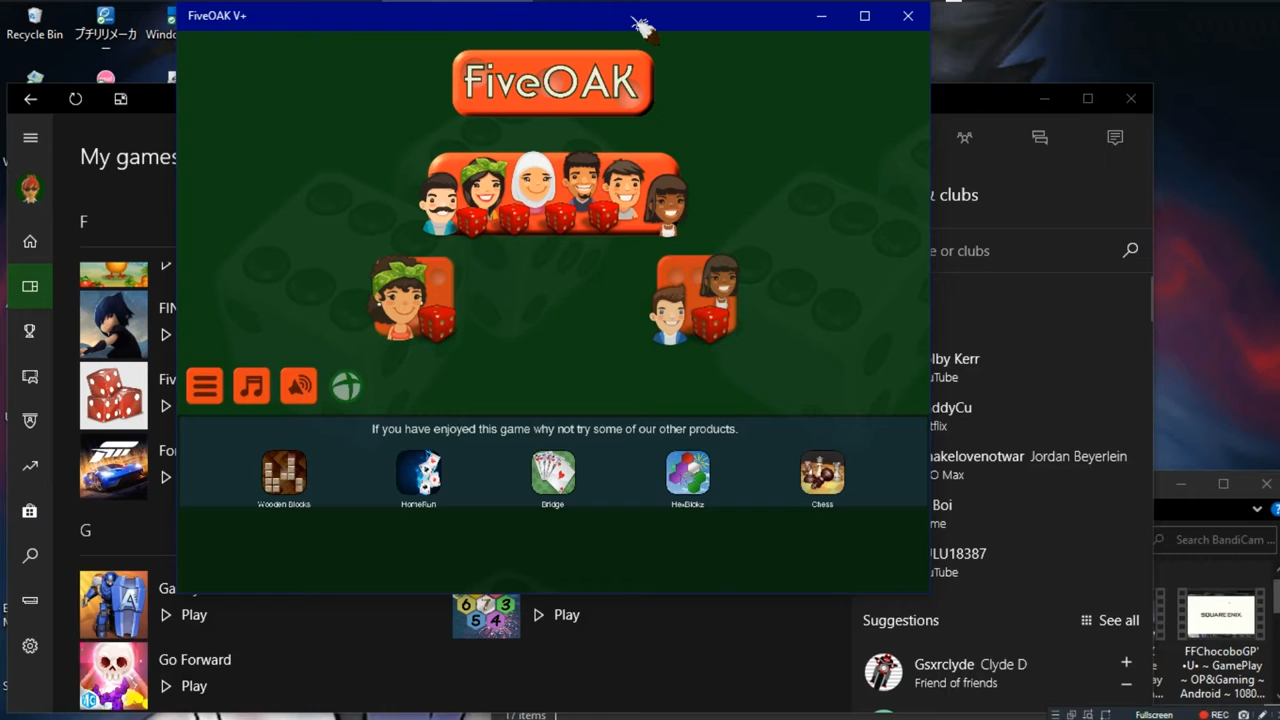 Recycle Bin
プチリリメーカ
FiveOAK V+
FiveOAK
My games
F
FIN
Fiv
For
If you have enjoyed this game why not try some of our other products.
Wooden Blocks
HomeRun
Bridge
HexBlokz
Chess
G
Play
Play
Go Forward
Play
& clubs
e or clubs
lby Kerr
uTube
ddyCu
tflix
nakelovenotwar Jordan Beyerlein
O Max
Boi
me
LU18387
uTube
Suggestions
See all
Gsxrclyde Clyde D
Friend of friends
Search BandiCam ...
SQUARE ENIX
FFChocoboGP'
•U• ~ GamePlay
~ OP&Gaming ~
Android ~ 1080...
17 items
Fullscreen
REC